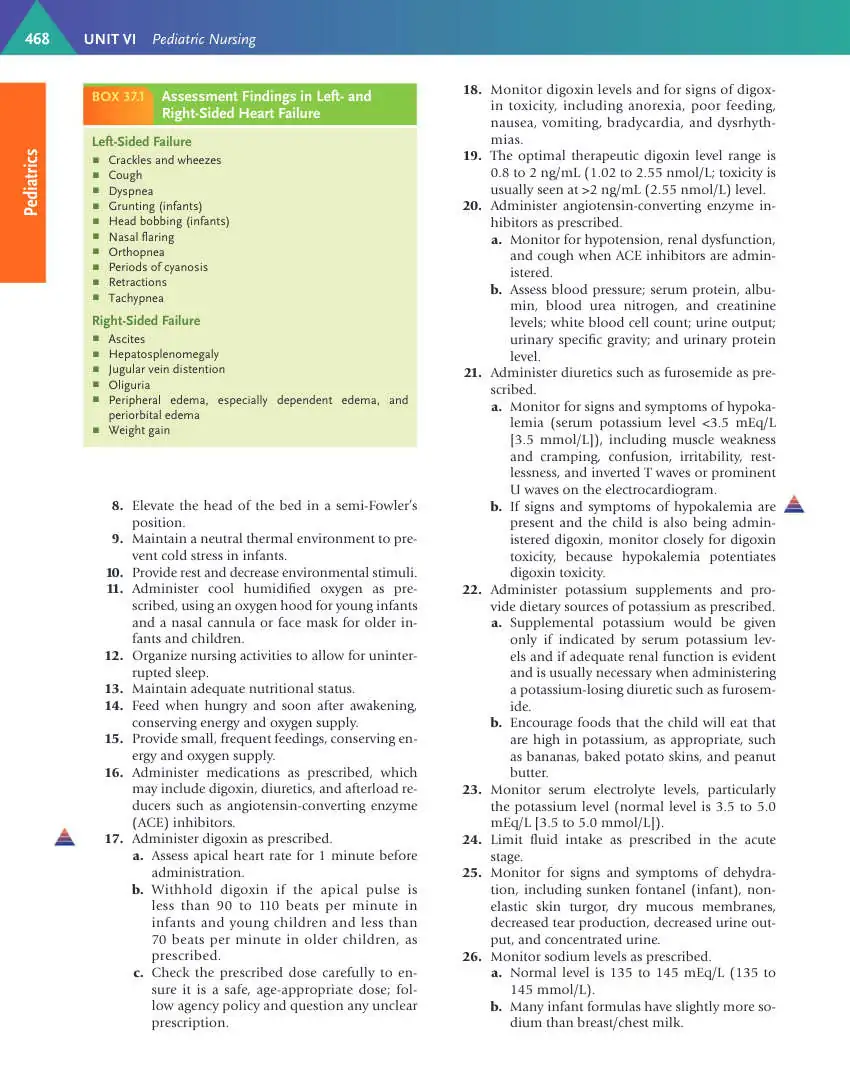 468 UNIT VI Pediatric Nursing
Pediatrics
BOX 37.1 Assessment Findings in Left- and
Right-Sided Heart Failure
Left-Sided Failure
■ Crackles and wheezes
■ Cough
■ Dyspnea
■ Grunting (infants)
■ Head bobbing (infants)
■ Nasal flaring
■ Orthopnea
■ Periods of cyanosis
■ Retractions
■ Tachypnea
Right-Sided Failure
■ Ascites
■ Hepatosplenomegaly
■ Jugular vein distention
■ Oliguria
■ Peripheral edema, especially dependent edema, and
periorbital edema
■ Weight gain
8. Elevate the head of the bed in a semi-Fowler's
position.
9. Maintain a neutral thermal environment to pre-
vent cold stress in infants.
10. Provide rest and decrease environmental stimuli.
11. Administer cool humidified oxygen as pre-
scribed, using an oxygen hood for young infants
and a nasal cannula or face mask for older in-
fants and children.
12. Organize nursing activities to allow for uninter-
rupted sleep.
13. Maintain adequate nutritional status.
14. Feed when hungry and soon after awakening,
conserving energy and oxygen supply.
15. Provide small, frequent feedings, conserving en-
ergy and oxygen supply.
16. Administer medications as prescribed, which
may include digoxin, diuretics, and afterload re-
ducers such as angiotensin-converting enzyme
(ACE) inhibitors.
17. Administer digoxin as prescribed.
a. Assess apical heart rate for 1 minute before
administration.
b. Withhold digoxin if the apical pulse is
less than 90 to 110 beats per minute in
infants and young children and less than
70 beats per minute in older children, as
prescribed.
c. Check the prescribed dose carefully to en-
sure it is a safe, age-appropriate dose; fol-
low agency policy and question any unclear
prescription.
18. Monitor digoxin levels and for signs of digox-
in toxicity, including anorexia, poor feeding,
nausea, vomiting, bradycardia, and dysrhyth-
mias.
19. The optimal therapeutic digoxin level range is
0.8 to 2 ng/mL (1.02 to 2.55 nmol/L; toxicity is
usually seen at >2 ng/mL (2.55 nmol/L) level.
20. Administer angiotensin-converting enzyme in-
hibitors as prescribed.
a. Monitor for hypotension, renal dysfunction,
and cough when ACE inhibitors are admin-
istered.
b. Assess blood pressure; serum protein, albu-
min, blood urea nitrogen, and creatinine
levels; white blood cell count; urine output;
urinary specific gravity; and urinary protein
level.
21. Administer diuretics such as furosemide as pre-
scribed.
a. Monitor for signs and symptoms of hypoka-
lemia (serum potassium level <3.5 mEq/L
[3.5 mmol/L]), including muscle weakness
and cramping, confusion, irritability, rest-
lessness, and inverted T waves or prominent
U waves on the electrocardiogram.
b. If signs and symptoms of hypokalemia are
present and the child is also being admin-
istered digoxin, monitor closely for digoxin
toxicity, because hypokalemia potentiates
digoxin toxicity.
22. Administer potassium supplements and pro-
vide dietary sources of potassium as prescribed.
a. Supplemental potassium would be given
only if indicated by serum potassium lev-
els and if adequate renal function is evident
and is usually necessary when administering
a potassium-losing diuretic such as furosem-
ide.
b. Encourage foods that the child will eat that
are high in potassium, as appropriate, such
as bananas, baked potato skins, and peanut
butter.
23. Monitor serum electrolyte levels, particularly
the potassium level (normal level is 3.5 to 5.0
mEq/L [3.5 to 5.0 mmol/L]).
24. Limit fluid intake as prescribed in the acute
stage.
25. Monitor for signs and symptoms of dehydra-
tion, including sunken fontanel (infant), non-
elastic skin turgor, dry mucous membranes,
decreased tear production, decreased urine out-
put, and concentrated urine.
26. Monitor sodium levels as prescribed.
a. Normal level is 135 to 145 mEq/L (135 to
145 mmol/L).
b. Many infant formulas have slightly more so-
dium than breast/chest milk.